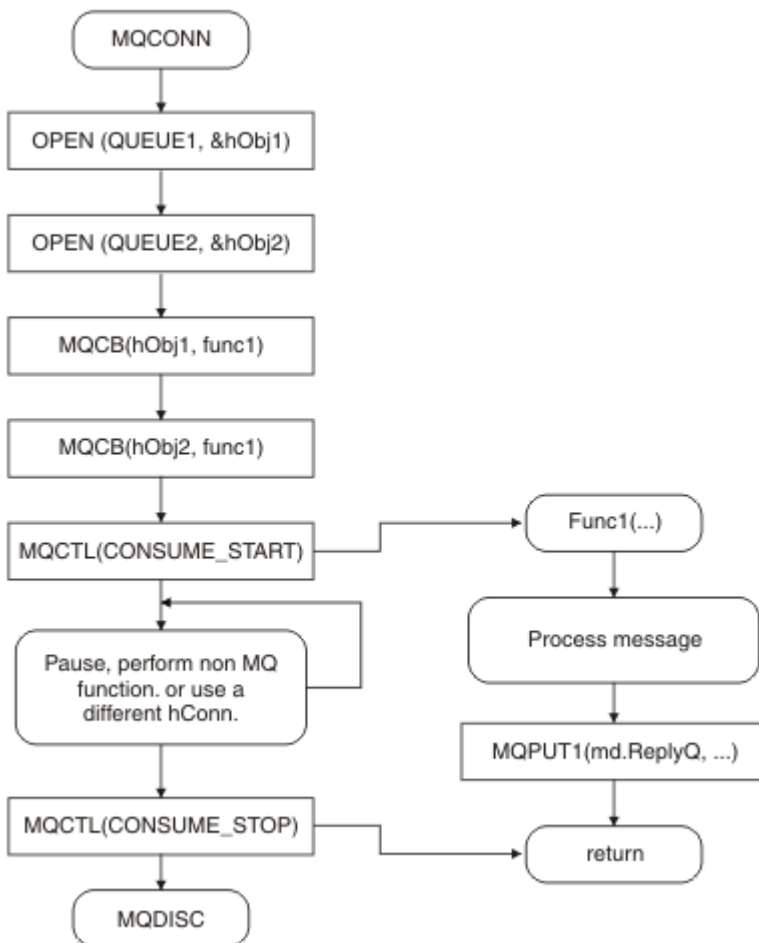 MQCONN
OPEN (QUEUE1, &hObj1)
OPEN (QUEUE2, &hObj2)
MQCB(hObj1, func1)
MQCB(hObj2, func1)
MQCTL(CONSUME_START)
Pause, perform non MQ
function. or use a
different hConn.
MQCTL(CONSUME_STOP)
MQDISC
Func1(...)
Process message
MQPUT1(md.ReplyQ, ...)
return